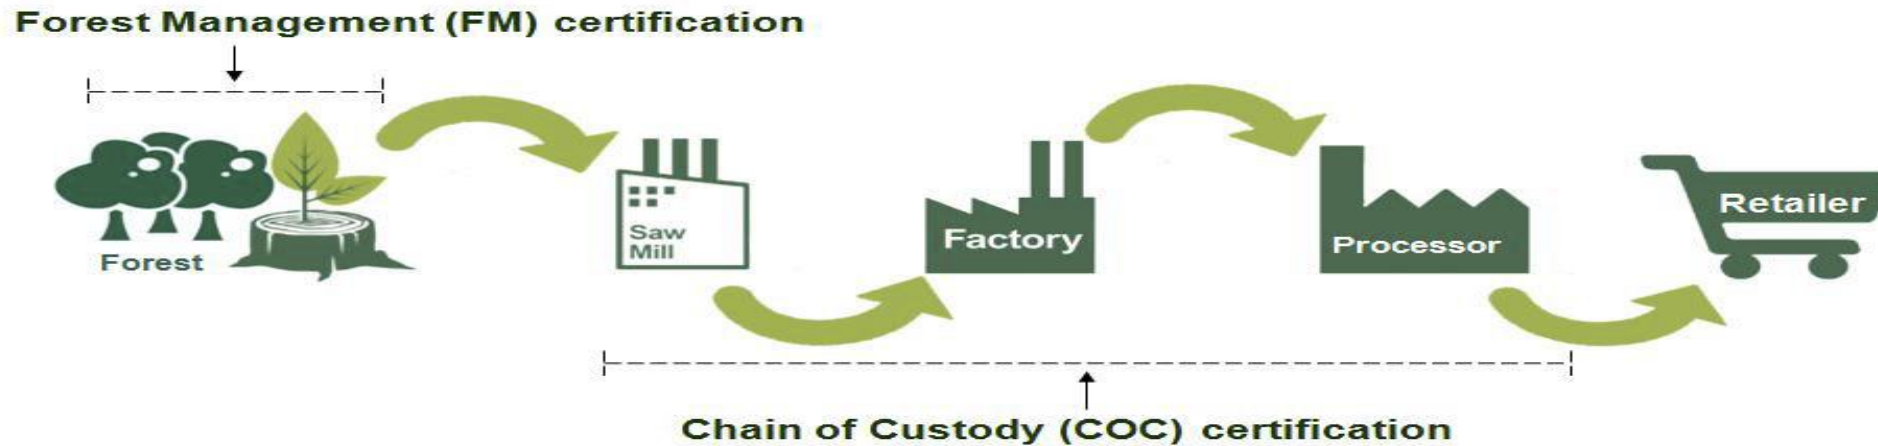 Forest Management (FM) certification
Forest
Saw
Mill
Factory
Processor
Retailer
Chain of Custody (COC) certification